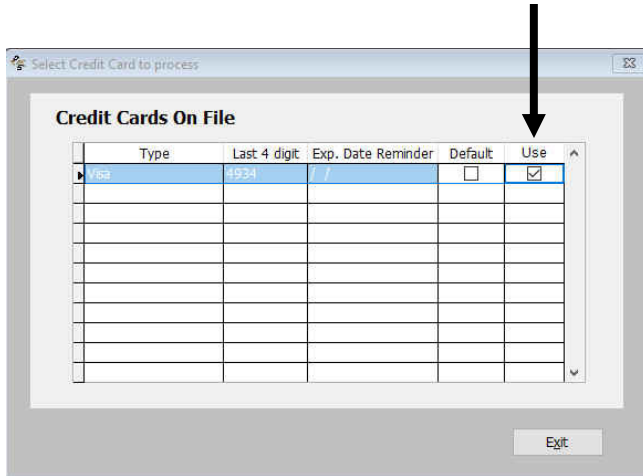 Select Credit Card to process
Credit Cards On File
Type Last 4 digit Exp. Date Reminder Default Use
Visa 4934 / /
Exit